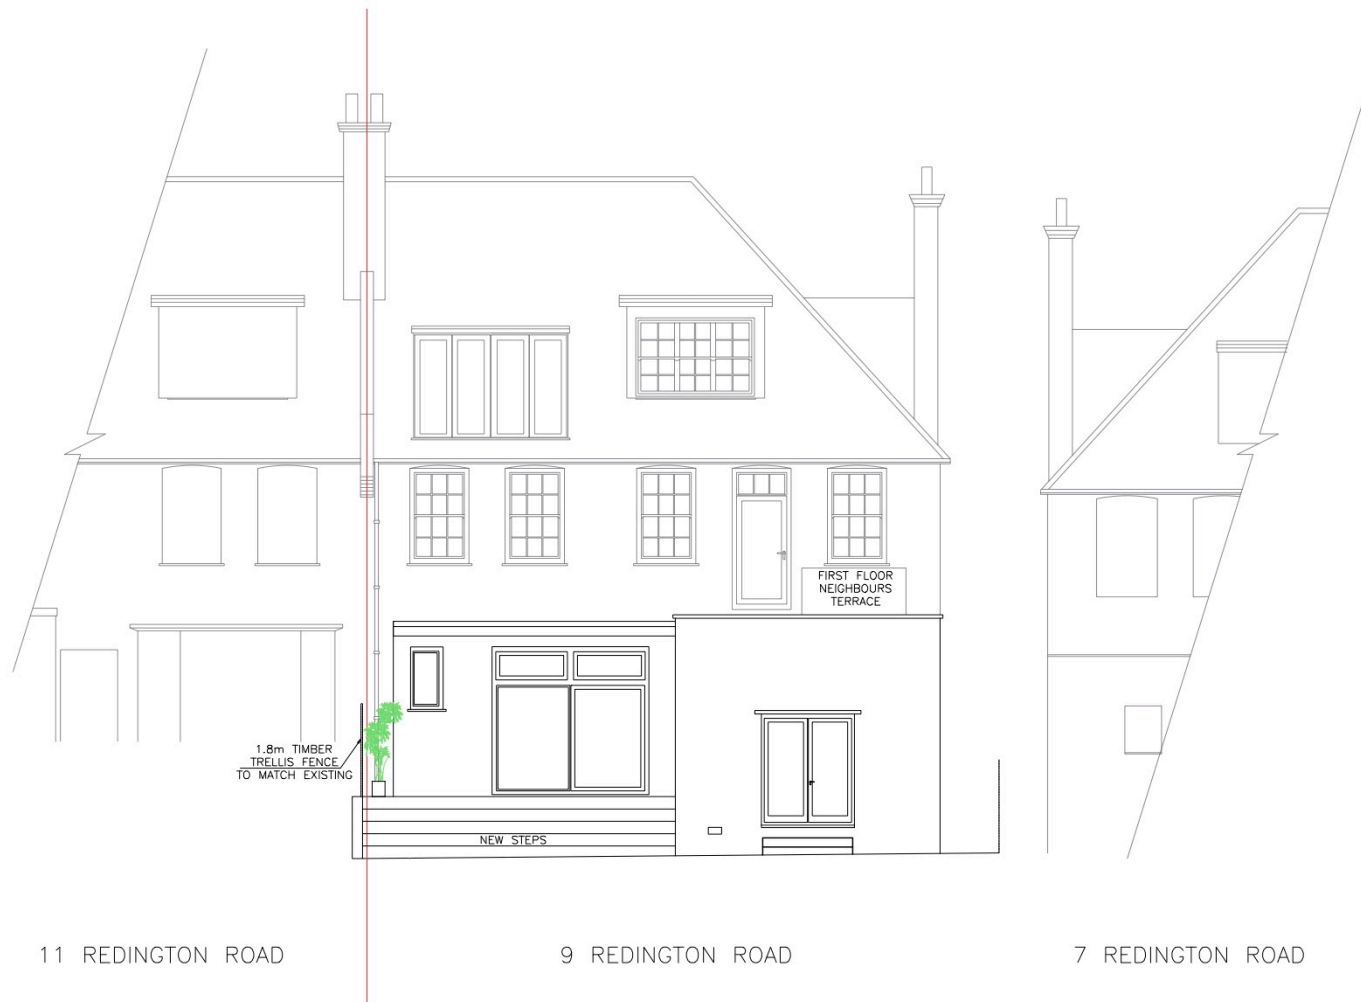 FIRST FLOOR
NEIGHBOURS
TERRACE
1.8m TIMBER
TRELLIS FENCE
TO MATCH EXISTING
NEW STEPS
11 REDINGTON ROAD
9 REDINGTON ROAD
7 REDINGTON ROAD